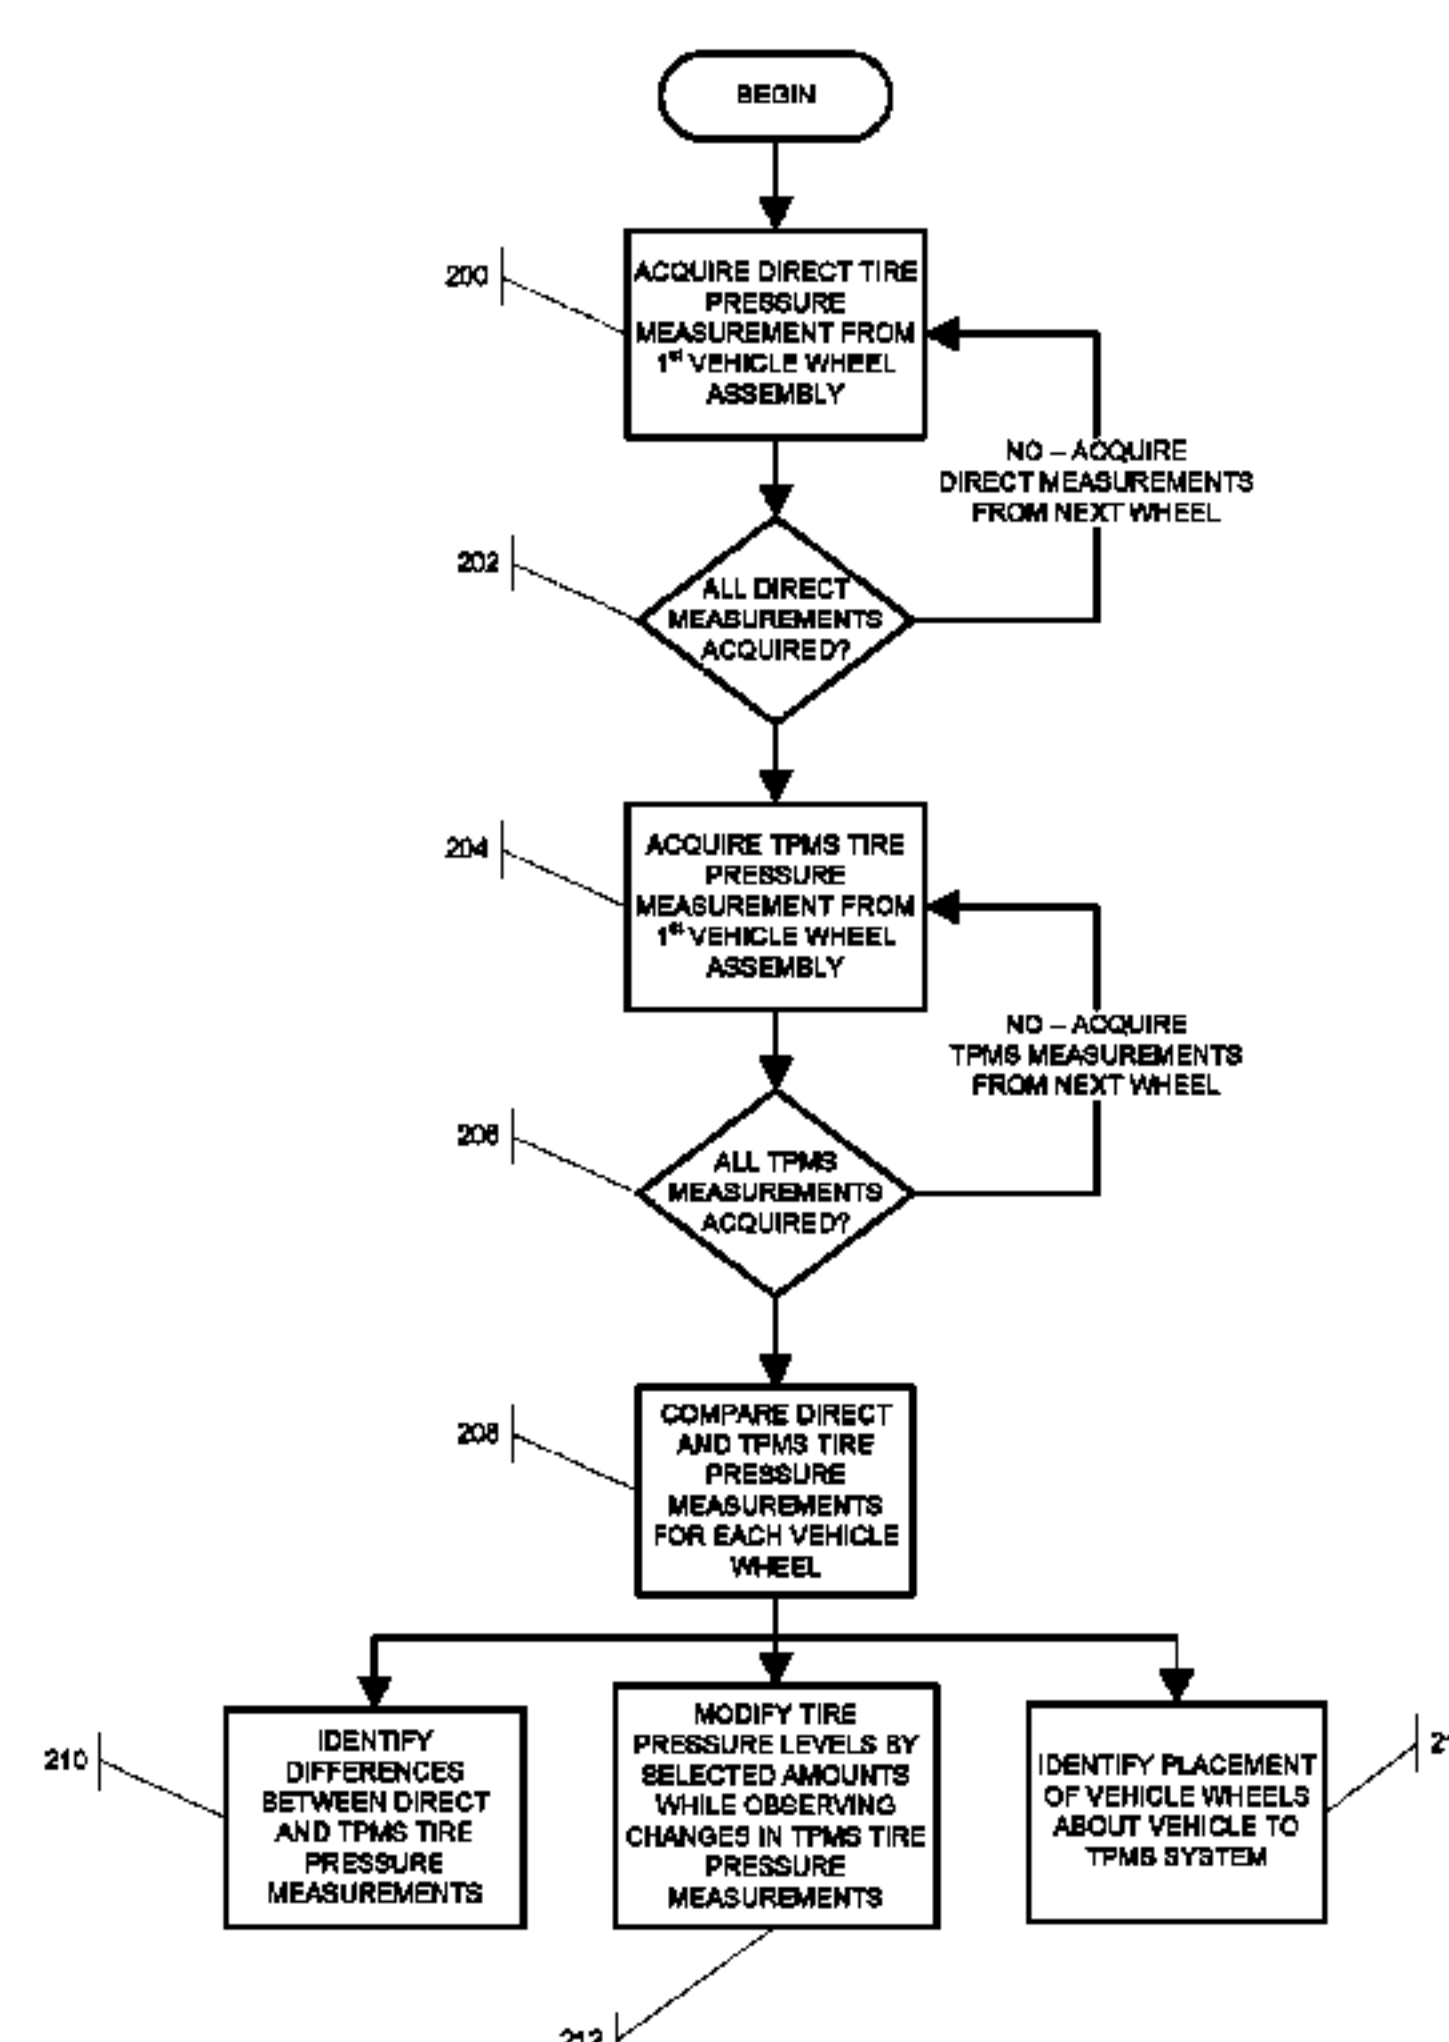 BEGIN
200
ACQUIRE DIRECT TIRE
PRESSURE
MEASUREMENT FROM
1st VEHICLE WHEEL
ASSEMBLY
NO – ACQUIRE
DIRECT MEASUREMENTS
FROM NEXT WHEEL
202
ALL DIRECT
MEASUREMENTS
ACQUIRED?
204
ACQUIRE TPMS TIRE
PRESSURE
MEASUREMENT FROM
1st VEHICLE WHEEL
ASSEMBLY
NO – ACQUIRE
TPMS MEASUREMENTS
FROM NEXT WHEEL
206
ALL TPMS
MEASUREMENTS
ACQUIRED?
208
COMPARE DIRECT
AND TPMS TIRE
PRESSURE
MEASUREMENTS
FOR EACH VEHICLE
WHEEL
210
IDENTIFY
DIFFERENCES
BETWEEN DIRECT
AND TPMS TIRE
PRESSURE
MEASUREMENTS
MODIFY TIRE
PRESSURE LEVELS BY
SELECTED AMOUNTS
WHILE OBSERVING
CHANGES IN TPMS TIRE
PRESSURE
MEASUREMENTS
IDENTIFY PLACEMENT
OF VEHICLE WHEELS
ABOUT VEHICLE TO
TPMS SYSTEM
212